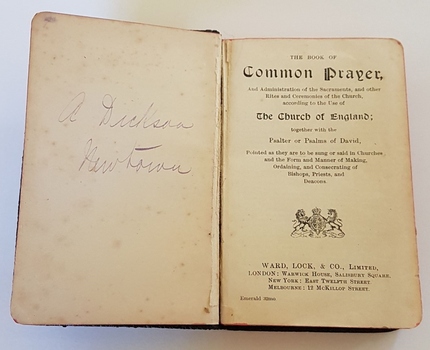 A Dickson
Newtown
THE BOOK OF
Common Prayer,
And Administration of the Sacraments, and other
Rites and Ceremonies of the Church,
according to the Use of
The Church of England;
together with the
Psalter or Psalms of David,
Pointed as they are to be sung or said in Churches
and the Form and Manner of Making,
Ordaining, and Consecrating of
Bishops, Priests, and
Deacons
WARD, LOCK, & CO., LIMITED,
LONDON: WARWICK HOUSE, SALISBURY SQUARE.
NEW YORK: EAST TWELFTH STREET
MELBOURNE: 12 MCKILLOP STREET.
Emerald 32mo.